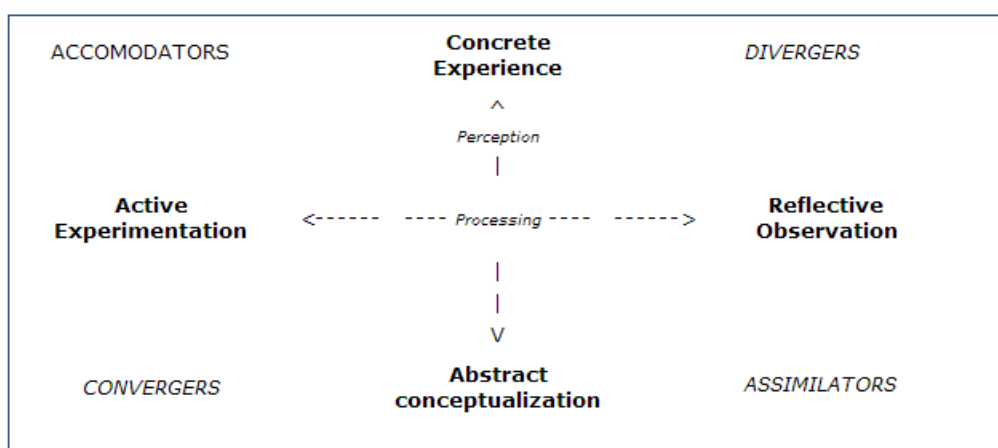 ACCOMODATORS Concrete Experience DIVERGERS
^
Perception
|
Active Experimentation <------ ---- Processing ---- ------> Reflective Observation
|
|
V
CONVERGERS Abstract conceptualization ASSIMILATORS